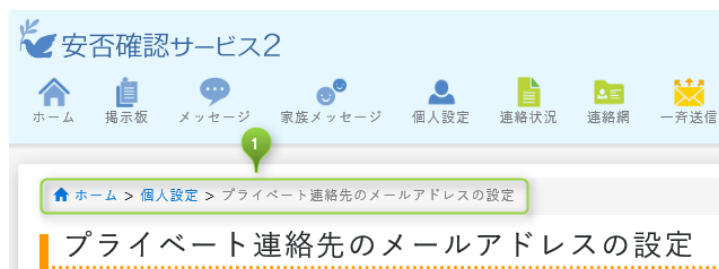 安否確認サービス2
ホーム 掲示板 メッセージ 家族メッセージ 個人設定 連絡状況 連絡網 一斉送信
1
ホーム > 個人設定 > プライベート連絡先のメールアドレスの設定
プライベート連絡先のメールアドレスの設定